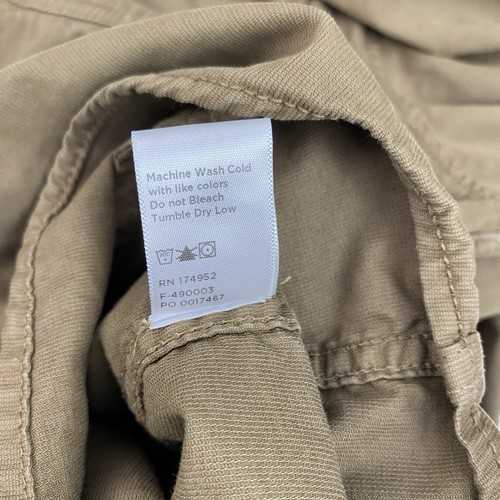 Machine Wash Cold
with like colors
Do not Bleach
Tumble Dry Low
RN 174952
F-490003
PO 0017467